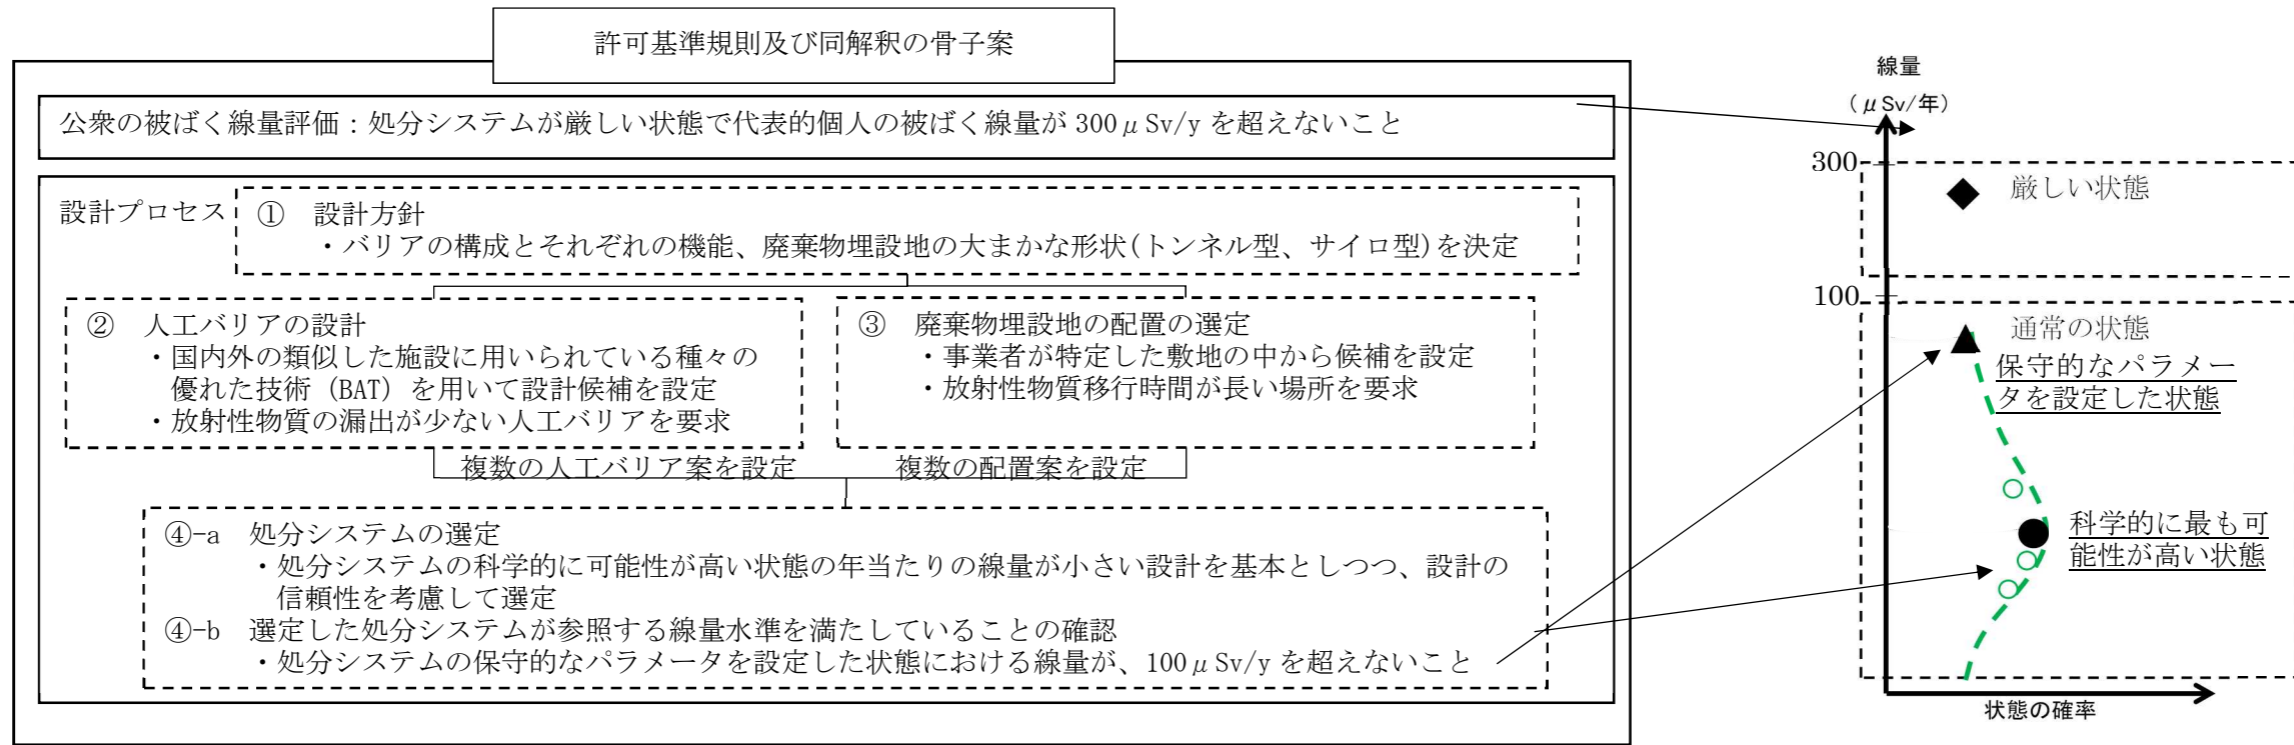 許可基準規則及び同解釈の骨子案
公衆の被ばく線量評価：処分システムが厳しい状態で代表的個人の被ばく線量が 300μSv/y を超えないこと
設計プロセス
① 設計方針
・バリアの構成とそれぞれの機能、廃棄物埋設地の大まかな形状(トンネル型、サイロ型)を決定
② 人工バリアの設計
・国内外の類似した施設に用いられている種々の
優れた技術（BAT）を用いて設計候補を設定
・放射性物質の漏出が少ない人工バリアを要求
③ 廃棄物埋設地の配置の選定
・事業者が特定した敷地の中から候補を設定
・放射性物質移行時間が長い場所を要求
複数の人工バリア案を設定
複数の配置案を設定
④-a 処分システムの選定
・処分システムの科学的に可能性が高い状態の年当たりの線量が小さい設計を基本としつつ、設計の
信頼性を考慮して選定
④-b 選定した処分システムが参照する線量水準を満たしていることの確認
・処分システムの保守的なパラメータを設定した状態における線量が、100μSv/y を超えないこと
線量
（μSv/年）
300
厳しい状態
100
通常の状態
保守的なパラメー
タを設定した状態
科学的に最も可
能性が高い状態
状態の確率